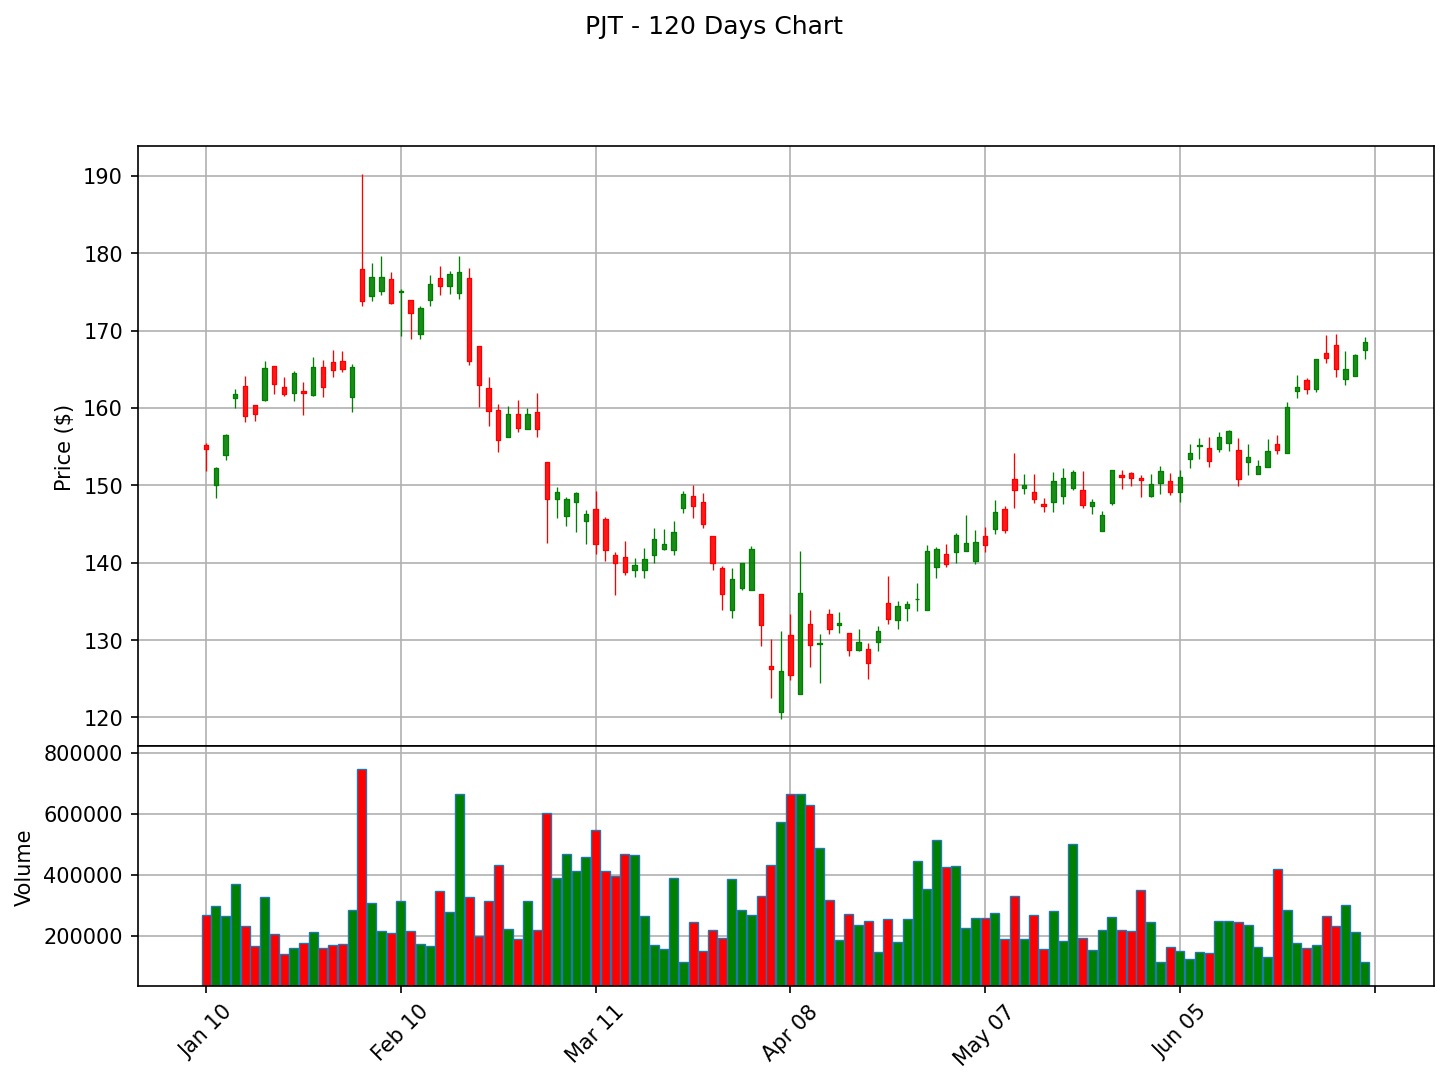 PJT - 120 Days Chart
190
180
170
160
150
140
130
120
Price ($)
800000
600000
400000
200000
Volume
Jan 10
Feb 10
Mar 11
Apr 08
May 07
Jun 05